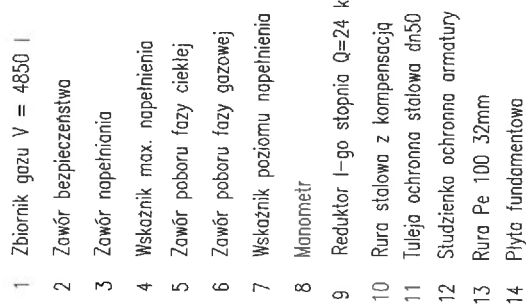 1 Zbiornik gazu V = 4850 l
2 Zawór bezpieczeństwa
3 Zawór napełniania
4 Wskaźnik max. napełnienia
5 Zawór poboru fazy ciekłej
6 Zawór poboru fazy gazowej
7 Wskaźnik poziomu napełnienia
8 Manometr
9 Reduktor I-go stopnia Q=24 k
10 Rura stalowa z kompensacją
11 Tuleja ochronna stalowa dn50
12 Studzienka ochronna armatury
13 Rura Pe 100 32mm
14 Płyta fundamentowa